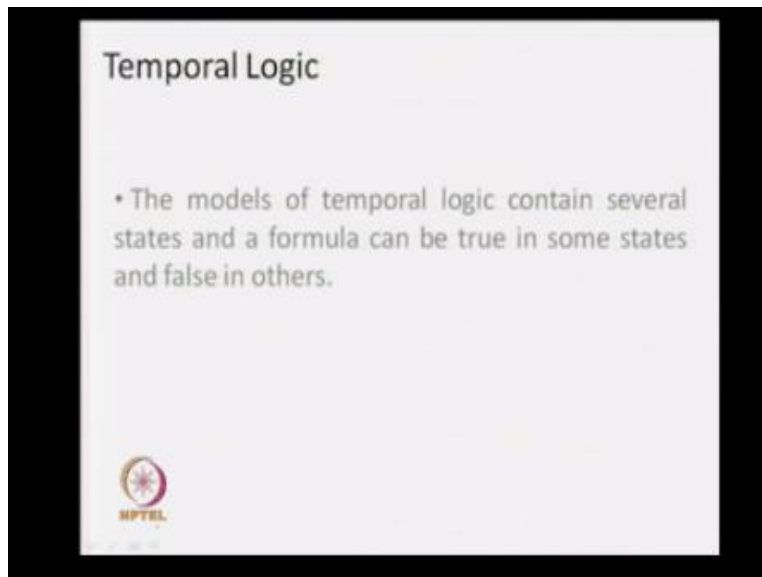 Temporal Logic
• The models of temporal logic contain several
states and a formula can be true in some states
and false in others.
NPTEL